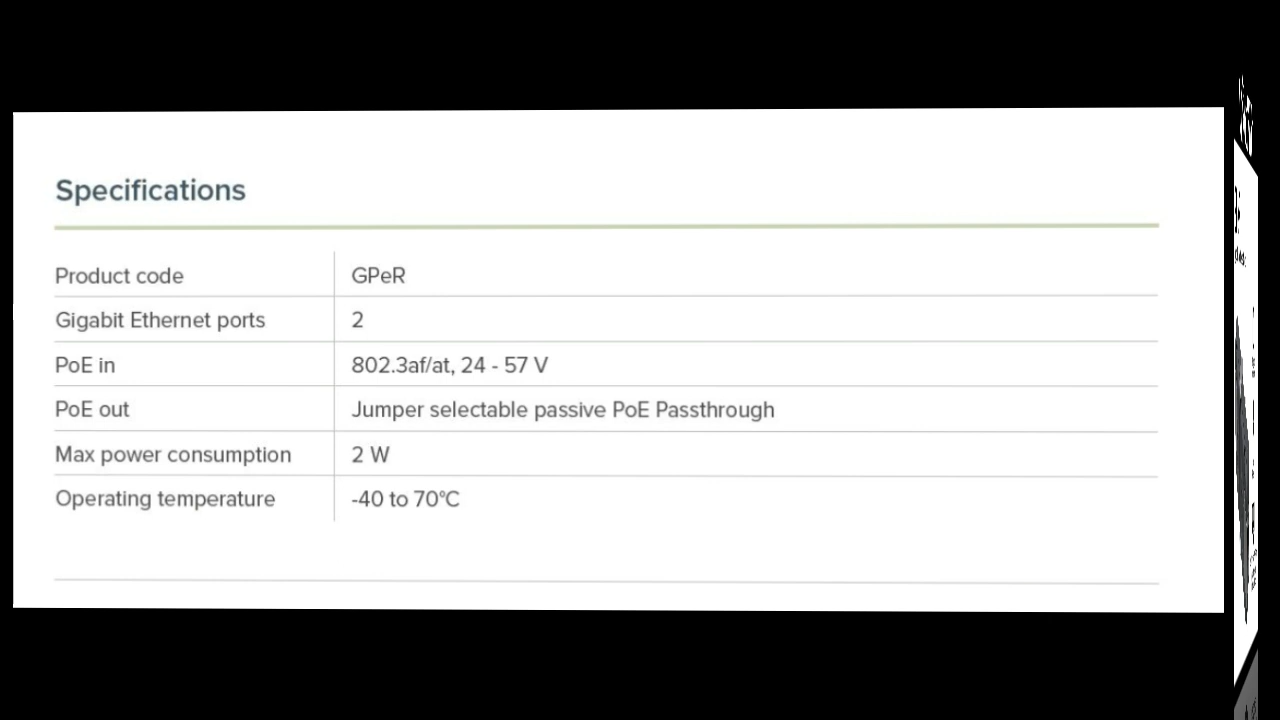 Specifications
Product code GPeR
Gigabit Ethernet ports 2
PoE in 802.3af/at, 24 - 57 V
PoE out Jumper selectable passive PoE Passthrough
Max power consumption 2 W
Operating temperature -40 to 70°C